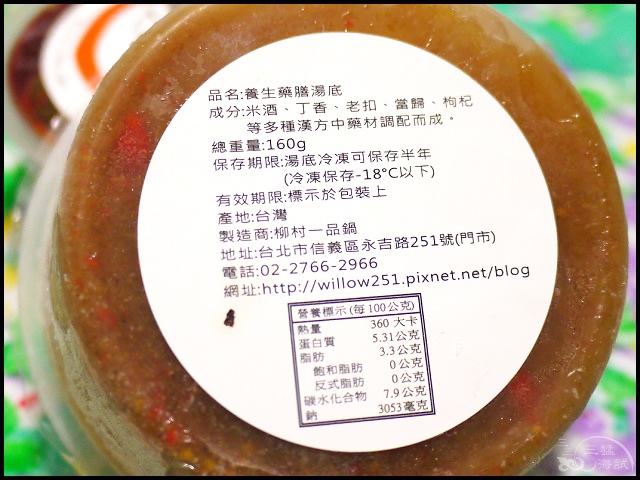 品名:養生藥膳湯底
成分:米酒、丁香、老扣、當歸、枸杞
等多種漢方中藥材調配而成。
總重量:160g
保存期限:湯底冷凍可保存半年
(冷凍保存-18°C以下)
有效期限:標示於包裝上
產地:台灣
製造商:柳村一品鍋
地址:台北市信義區永吉路251號(門市)
電話:02-2766-2966
網址:http://willow251.pixnet.net/blog
營養標示(每100公克)
熱量 360 大卡
蛋白質 5.31公克
脂肪 3.3公克
飽和脂肪 0公克
反式脂肪 0公克
碳水化合物 7.9公克
鈉 3053毫克